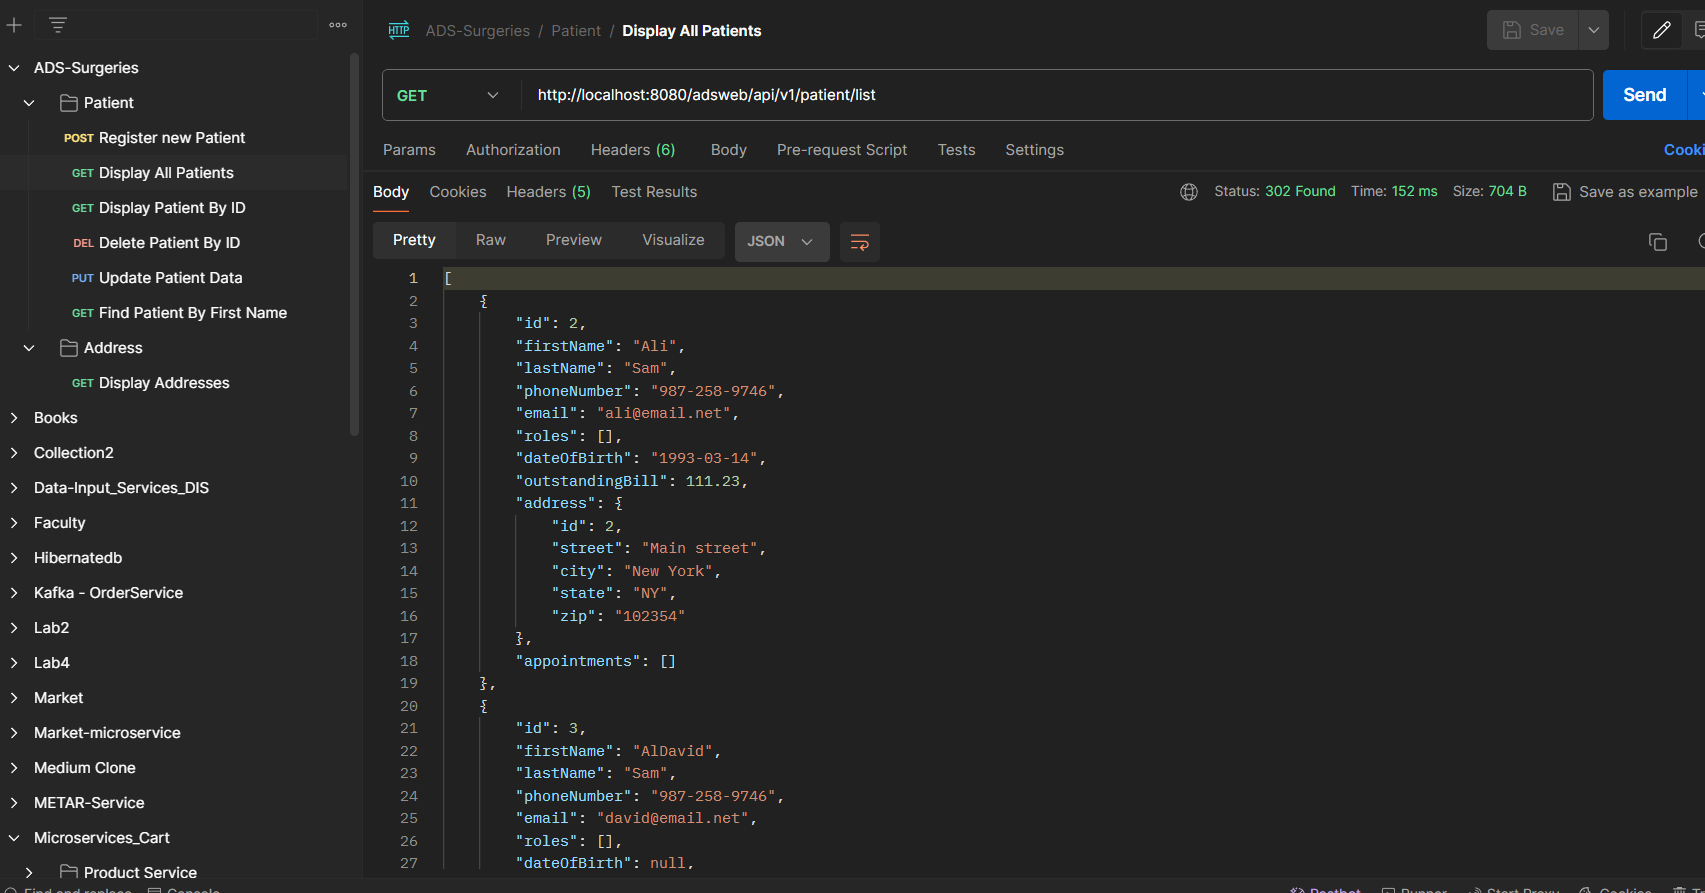 ADS-Surgeries
Patient
POST Register new Patient
GET Display All Patients
GET Display Patient By ID
DEL Delete Patient By ID
PUT Update Patient Data
GET Find Patient By First Name
Address
GET Display Addresses
Books
Collection2
Data-Input_Services_DIS
Faculty
Hibernatedb
Kafka - OrderService
Lab2
Lab4
Market
Market-microservice
Medium Clone
METAR-Service
Microservices_Cart
Product Service
HTTP ADS-Surgeries / Patient / Display All Patients
Save
GET http://localhost:8080/adsweb/api/v1/patient/list
Send
Params Authorization Headers (6) Body Pre-request Script Tests Settings Cooki
Body Cookies Headers (5) Test Results Status: 302 Found Time: 152 ms Size: 704 B Save as example
Pretty Raw Preview Visualize JSON
1 [
2 {
3 "id": 2,
4 "firstName": "Ali",
5 "lastName": "Sam",
6 "phoneNumber": "987-258-9746",
7 "email": "ali@email.net",
8 "roles": [],
9 "dateOfBirth": "1993-03-14",
10 "outstandingBill": 111.23,
11 "address": {
12 "id": 2,
13 "street": "Main street",
14 "city": "New York",
15 "state": "NY",
16 "zip": "102354"
17 },
18 "appointments": []
19 },
20 {
21 "id": 3,
22 "firstName": "AlDavid",
23 "lastName": "Sam",
24 "phoneNumber": "987-258-9746",
25 "email": "david@email.net",
26 "roles": [],
27 "dateOfBirth": null,
Find and replace Console Postbot Runner Start Proxy Cookies